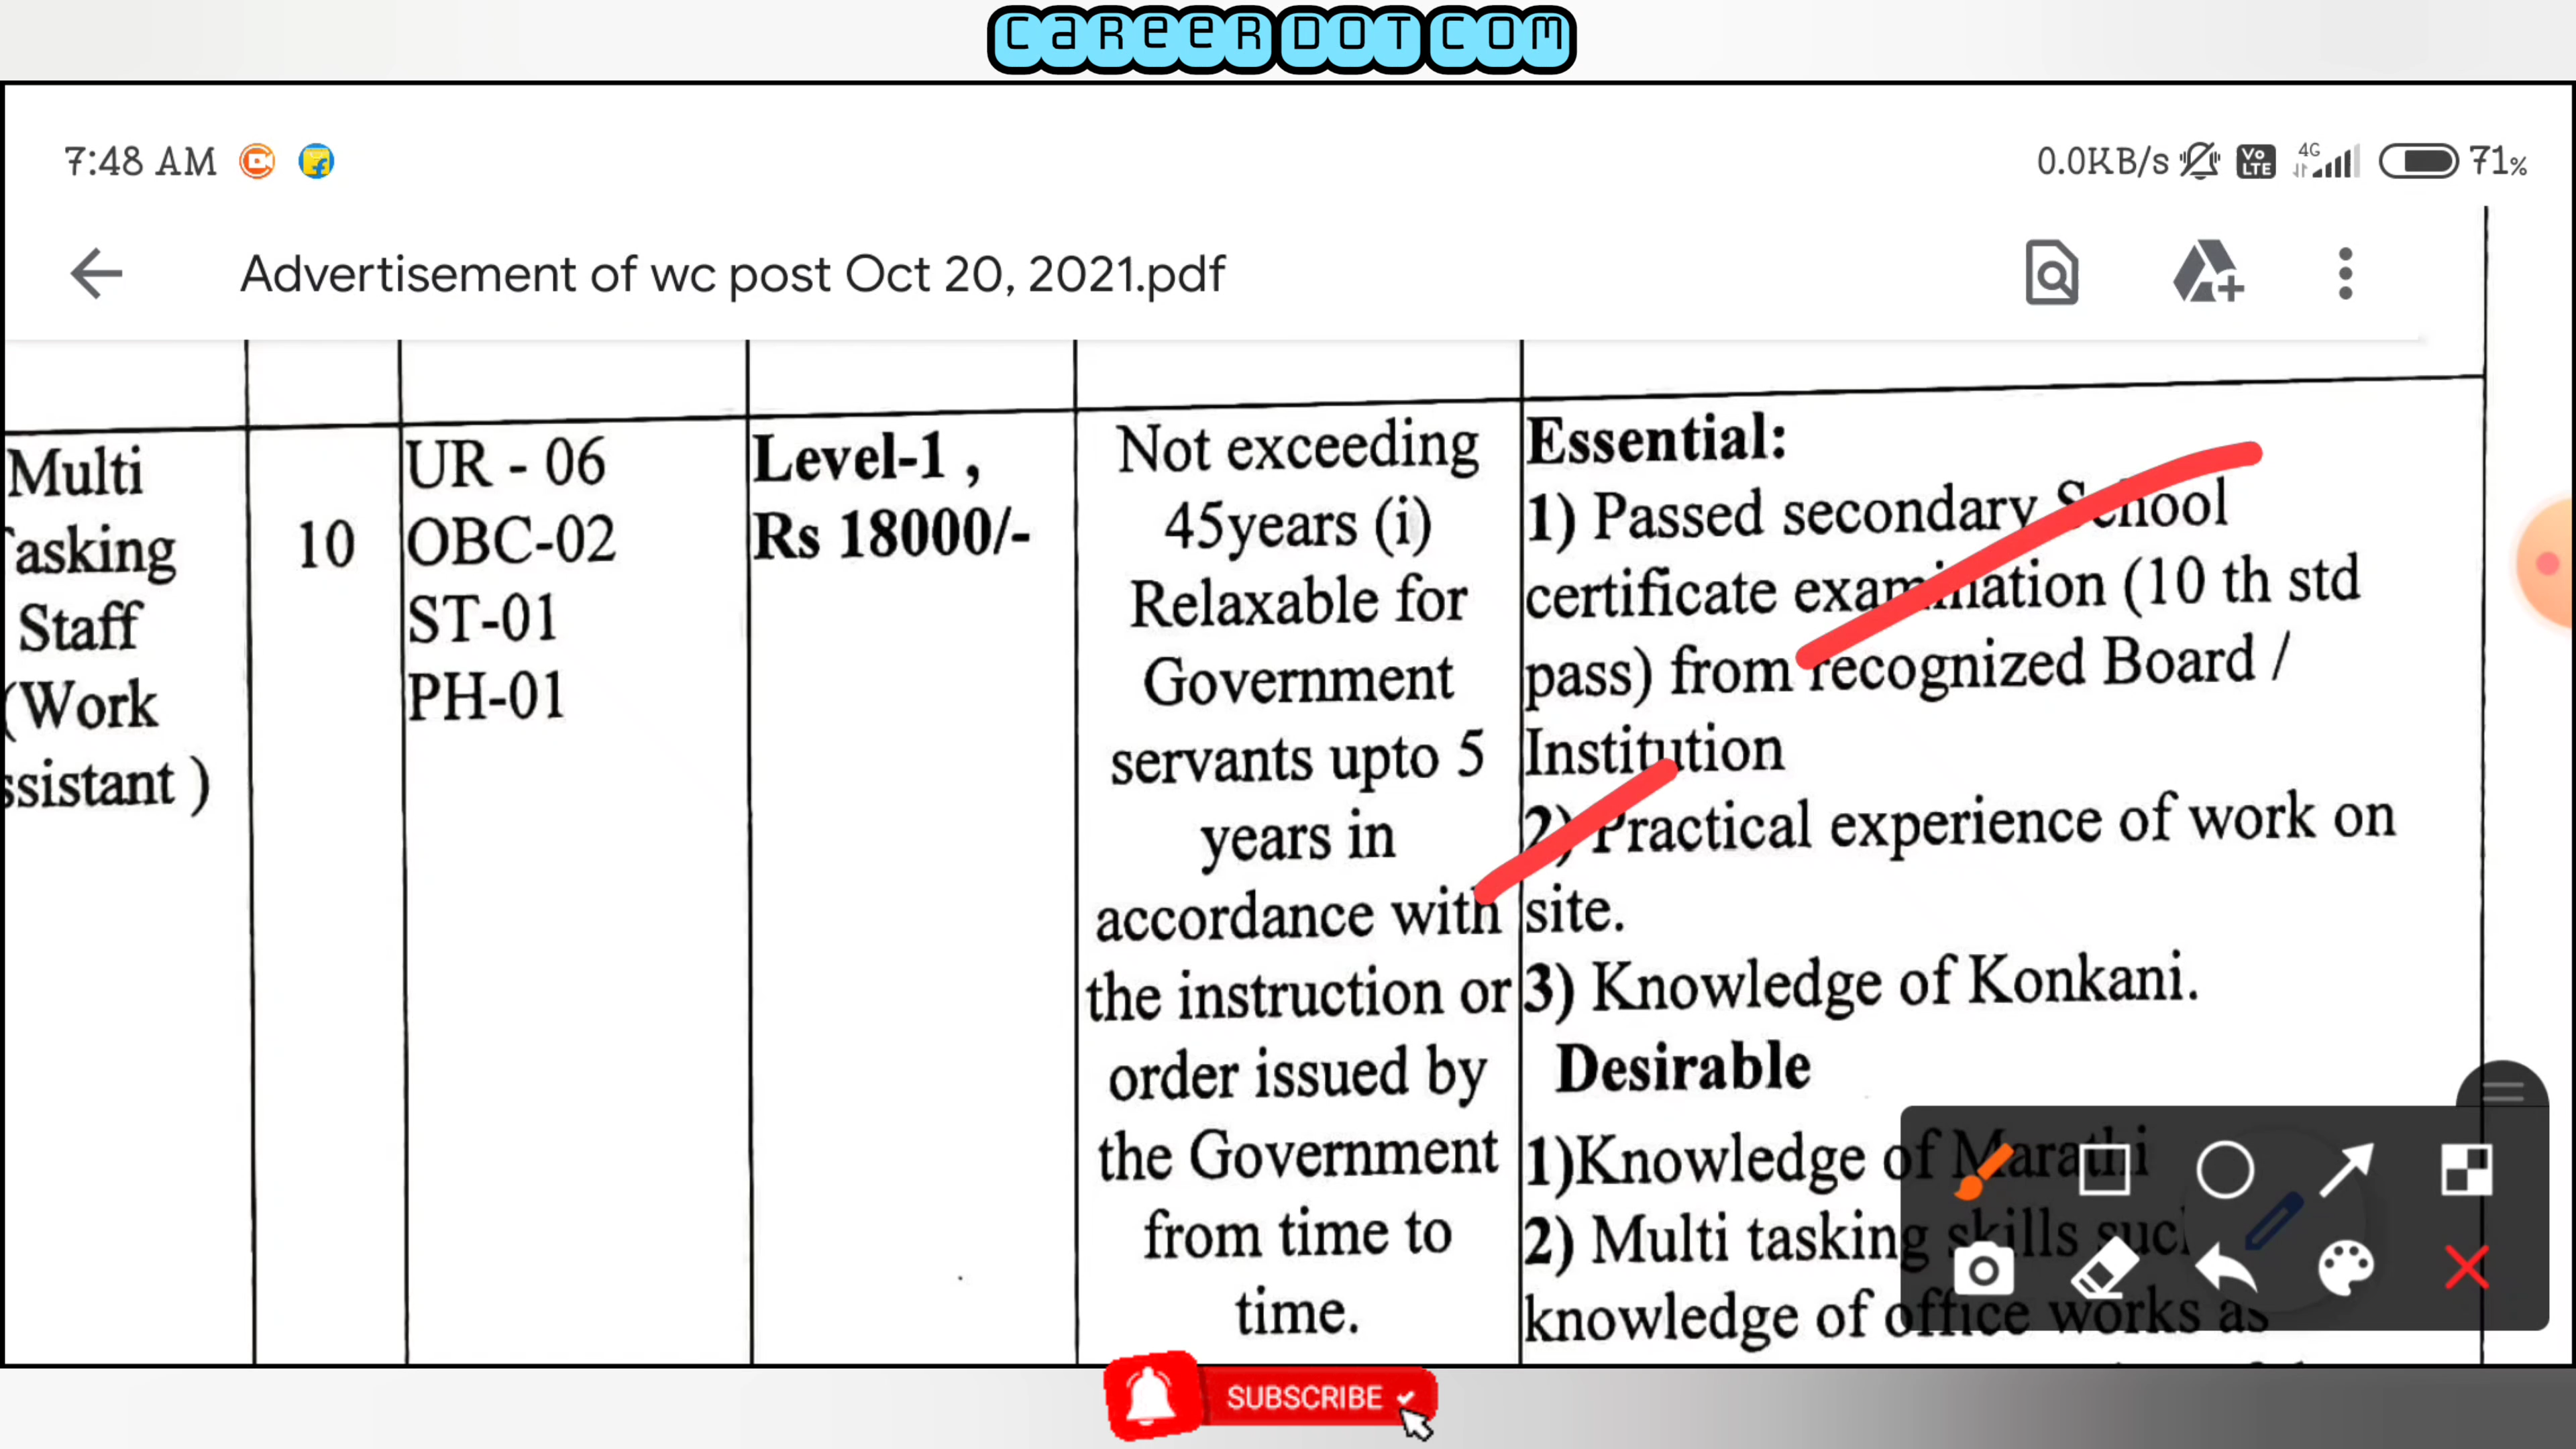 CAREERDOTCOM
7:48 AM
0.0KB/s Vo LTE 4G 71%
Advertisement of wc post Oct 20, 2021.pdf
Multi
asking
Staff
(Work
ssistant )
10
UR - 06
OBC-02
ST-01
PH-01
Level-1 ,
Rs 18000/-
Not exceeding
45years (i)
Relaxable for
Government
servants upto 5
years in
accordance with
the instruction or
order issued by
the Government
from time to
time.
Essential:
1) Passed secondary School
certificate examination (10 th std
pass) from recognized Board /
Institution
2) Practical experience of work on
site.
3) Knowledge of Konkani.
Desirable
1)Knowledge of Marathi
2) Multi tasking skills
knowledge of office works as
SUBSCRIBE